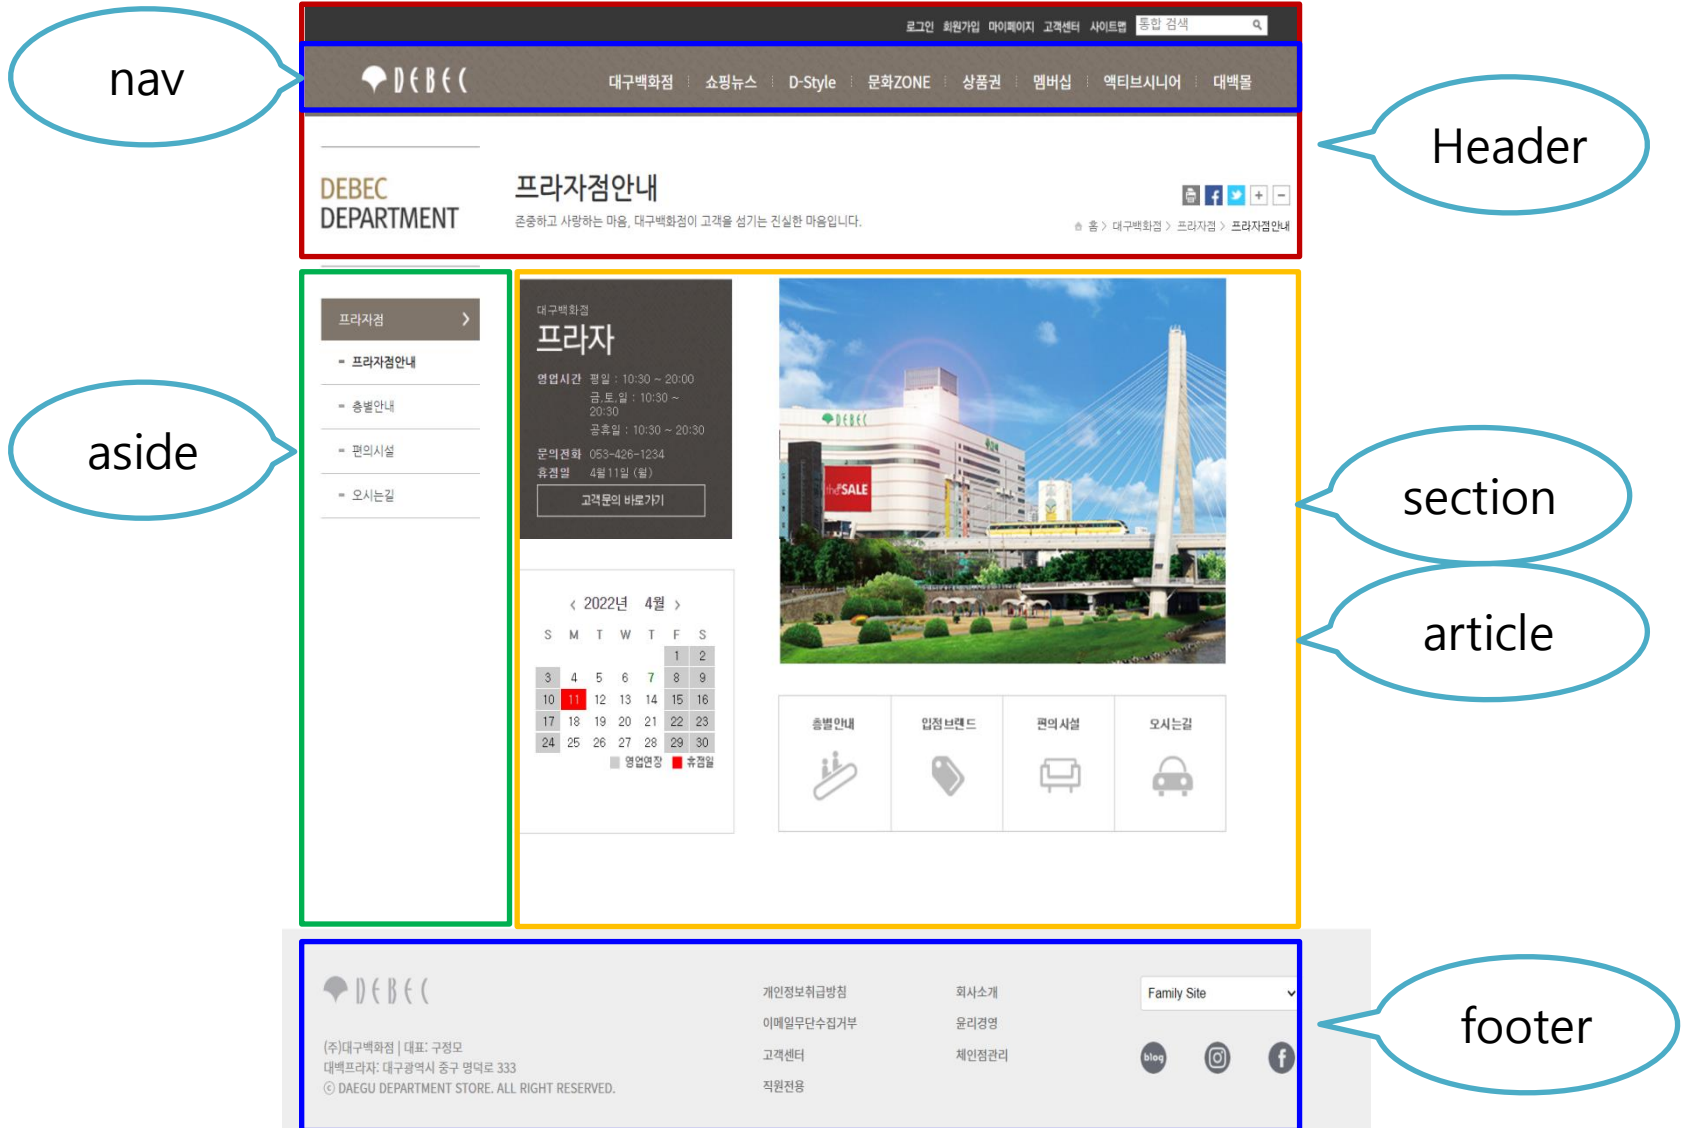 로그인 회원가입 마이페이지 고객센터 사이트맵 통합 검색
nav
DEBEC 대구백화점 쇼핑뉴스 D-Style 문화ZONE 상품권 멤버십 액티브시니어 대백몰
Header
DEBEC
DEPARTMENT
프라자점안내
존중하고 사랑하는 마음, 대구백화점이 고객을 섬기는 진실한 마음입니다.
홈 > 대구백화점 > 프라자점 > 프라자점안내
aside
프라자점
프라자점안내
층별안내
편의시설
오시는길
대구백화점
프라자
영업시간 평일 : 10:30 ~ 20:00
금,토,일 : 10:30 ~
20:30
공휴일 : 10:30 ~ 20:30
문의전화 053-426-1234
휴점일 4월11일 (월)
고객문의 바로가기
DEBEC
the SALE
section
article
< 2022년 4월 >
S M T W T F S
1 2
3 4 5 6 7 8 9
10 11 12 13 14 15 16
17 18 19 20 21 22 23
24 25 26 27 28 29 30
영업연장 휴점일
층별안내 입점브랜드 편의시설 오시는길
footer
DEBEC
(주)대구백화점 | 대표: 구정모
대백프라자: 대구광역시 중구 명덕로 333
ⓒ DAEGU DEPARTMENT STORE. ALL RIGHT RESERVED.
개인정보취급방침
이메일무단수집거부
고객센터
직원전용
회사소개
윤리경영
체인점관리
Family Site
blog